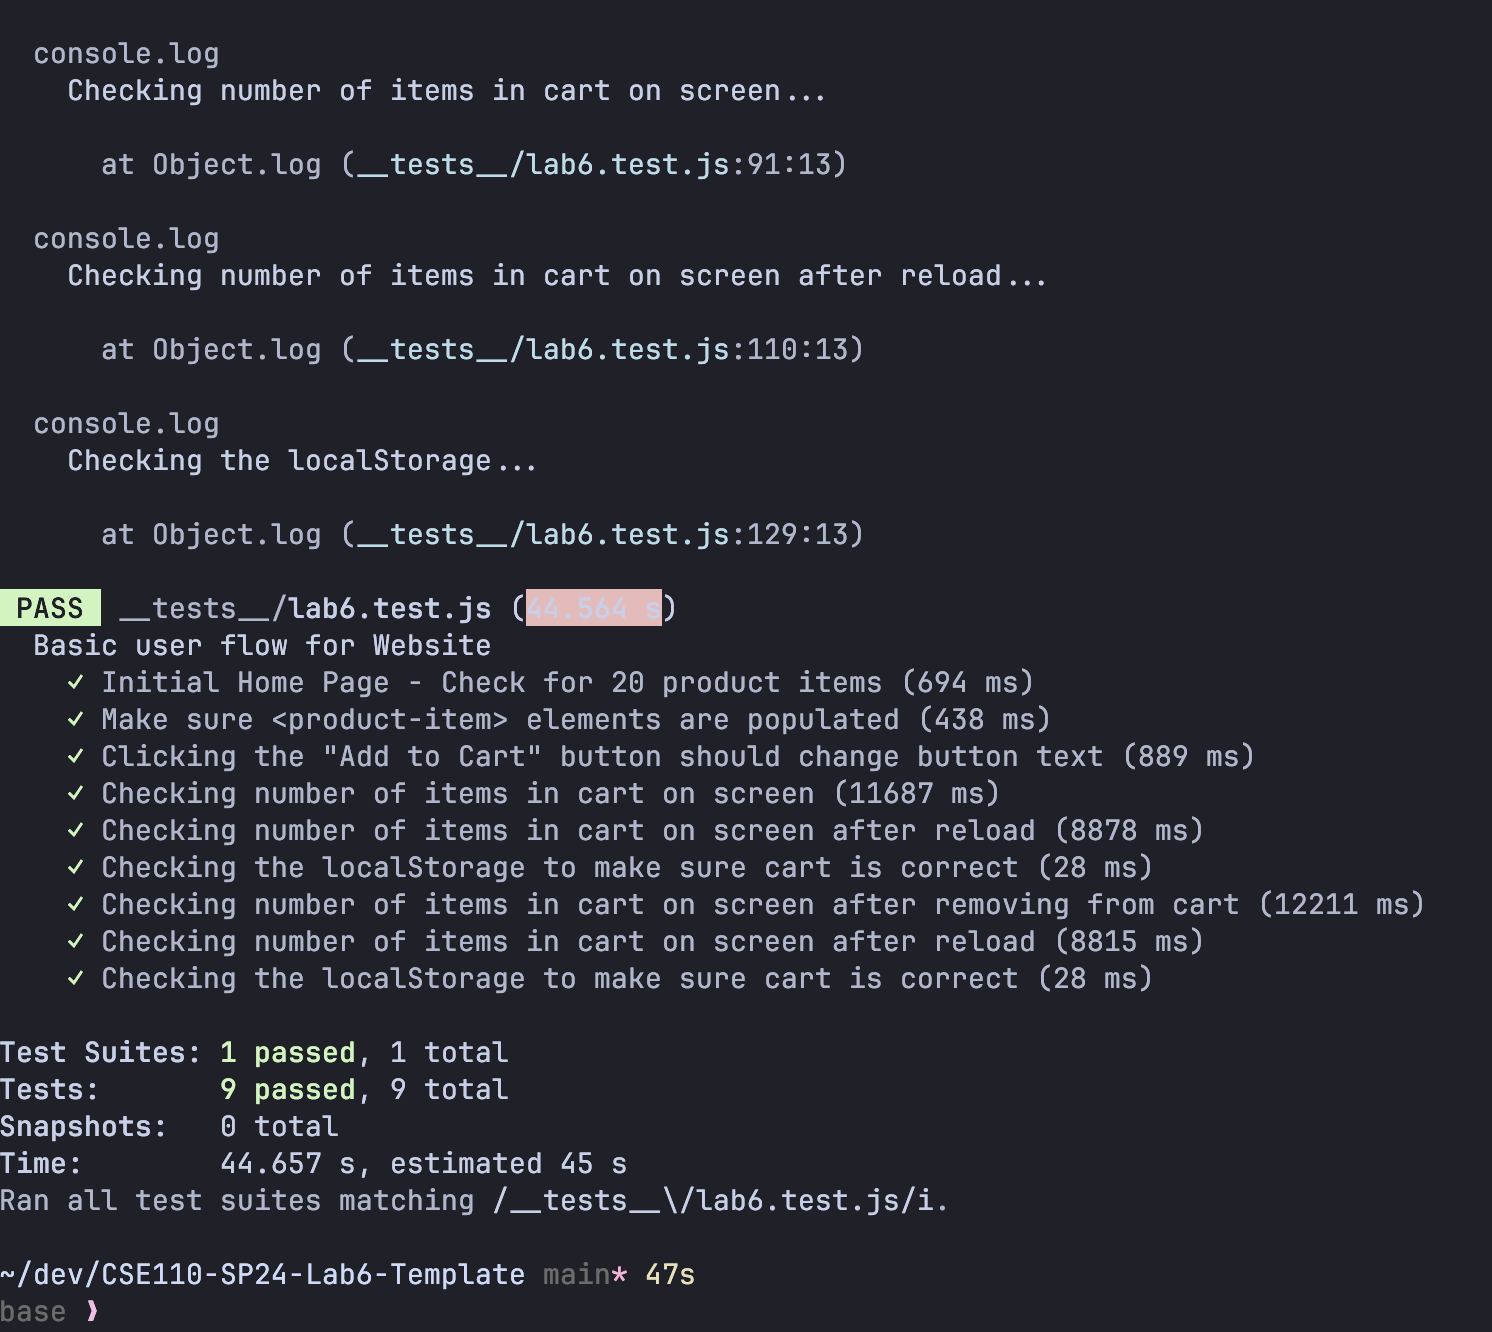 console.log
Checking number of items in cart on screen...
at Object.log (__tests__/lab6.test.js:91:13)
console.log
Checking number of items in cart on screen after reload...
at Object.log (__tests__/lab6.test.js:110:13)
console.log
Checking the localStorage...
at Object.log (__tests__/lab6.test.js:129:13)
PASS __tests__/lab6.test.js (44.564 s)
Basic user flow for Website
✓ Initial Home Page - Check for 20 product items (694 ms)
✓ Make sure <product-item> elements are populated (438 ms)
✓ Clicking the "Add to Cart" button should change button text (889 ms)
✓ Checking number of items in cart on screen (11687 ms)
✓ Checking number of items in cart on screen after reload (8878 ms)
✓ Checking the localStorage to make sure cart is correct (28 ms)
✓ Checking number of items in cart on screen after removing from cart (12211 ms)
✓ Checking number of items in cart on screen after reload (8815 ms)
✓ Checking the localStorage to make sure cart is correct (28 ms)
Test Suites: 1 passed, 1 total
Tests: 9 passed, 9 total
Snapshots: 0 total
Time: 44.657 s, estimated 45 s
Ran all test suites matching /__tests__\/lab6.test.js/i.
~/dev/CSE110-SP24-Lab6-Template main* 47s
base ❯